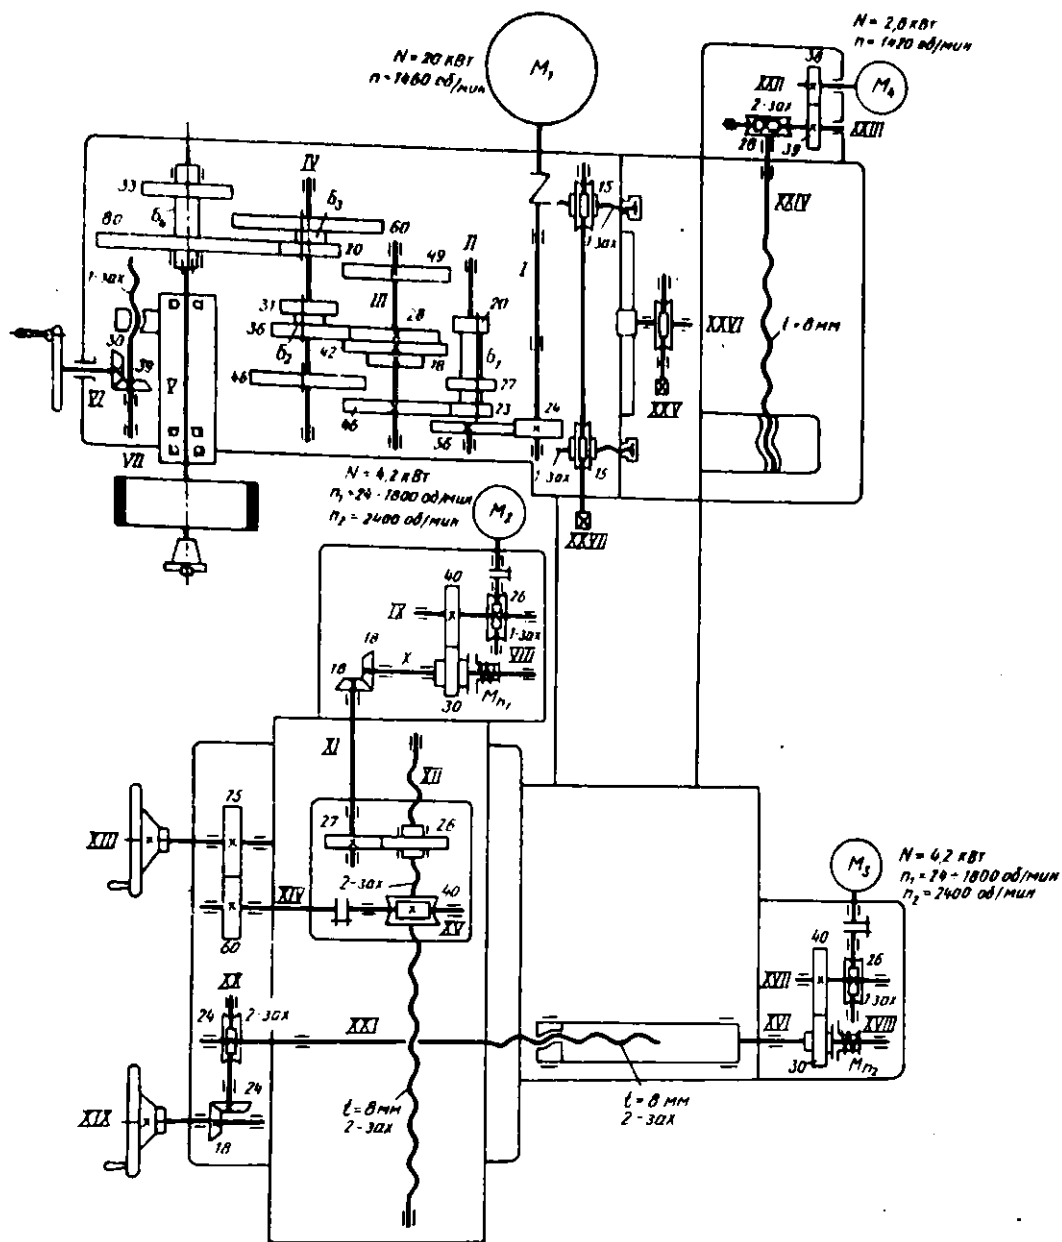 N = 2,8 кВт
n = 1420 об/мин
N = 20 кВт
n = 1460 об/мин
M₁
38
XXII
M₄
2-зах
28
39
XXIII
33
Б₄
80
IV
Б₃
60
20
49
II
15
1-зах
I
XXIV
1-зах
31
36
Б₂
III
28
42
18
20
Б₁
27
XXVI
t = 8 мм
30
39
V
VI
46
46
23
24
56
XXV
VII
1-зах
15
N = 4,2 кВт
n₁ = 24 - 1800 об/мин
n₂ = 2400 об/мин
M₂
XXVII
40
26
IX
1-зах
18
X
VIII
18
30
Mп₁
XI
XII
75
27
26
XIII
2-зах
40
XIV
XV
60
M₃
N = 4,2 кВт
n₁ = 24 ÷ 1800 об/мин
n₂ = 2400 об/мин
40
26
XX
XVII
24
2-зах
1-зах
XXI
XVI
XVIII
30
Mп₂
24
t = 8 мм
2-зах
t = 8 мм
2-зах
XIX
18